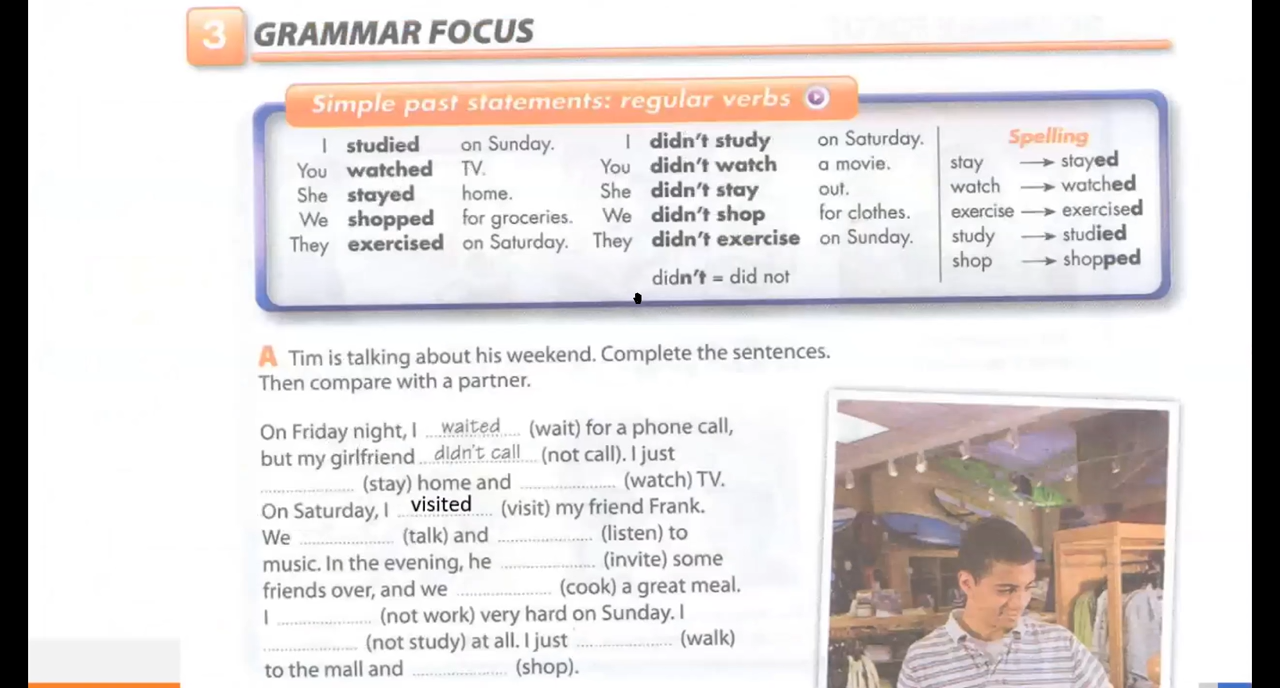 3 GRAMMAR FOCUS
Simple past statements: regular verbs
I studied on Sunday. I didn't study on Saturday. Spelling
You watched TV. You didn't watch a movie. stay → stayed
She stayed home. She didn't stay out. watch → watched
We shopped for groceries. We didn't shop for clothes. exercise → exercised
They exercised on Saturday. They didn't exercise on Sunday. study → studied
didn't = did not shop → shopped
A Tim is talking about his weekend. Complete the sentences.
Then compare with a partner.
On Friday night, I waited (wait) for a phone call,
but my girlfriend didn't call (not call). I just
.................... (stay) home and .................... (watch) TV.
On Saturday, I visited (visit) my friend Frank.
We .................... (talk) and .................... (listen) to
music. In the evening, he .................... (invite) some
friends over, and we .................... (cook) a great meal.
I .................... (not work) very hard on Sunday. I
.................... (not study) at all. I just .................... (walk)
to the mall and .................... (shop).